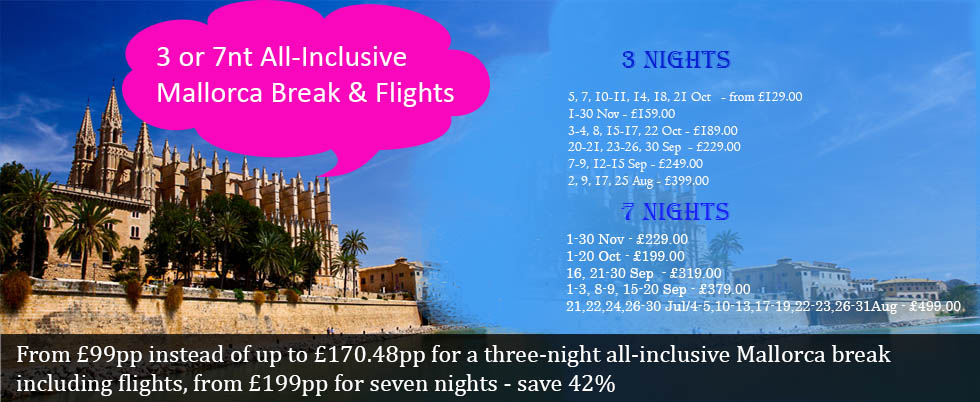 3 or 7nt All-Inclusive
Mallorca Break & Flights
3 NIGHTS
5, 7, 10-11, 14, 18, 21 Oct - from £129.00
1-30 Nov - £159.00
3-4, 8, 15-17, 22 Oct - £189.00
20-21, 23-26, 30 Sep - £229.00
7-9, 12-15 Sep - £249.00
2, 9, 17, 25 Aug - £399.00
7 NIGHTS
1-30 Nov - £229.00
1-20 Oct - £199.00
16, 21-30 Sep - £319.00
1-3, 8-9, 15-20 Sep - £379.00
21,22,24,26-30 Jul/4-5,10-13,17-19,22-23,26-31Aug - £499.00
From £99pp instead of up to £170.48pp for a three-night all-inclusive Mallorca break
including flights, from £199pp for seven nights - save 42%